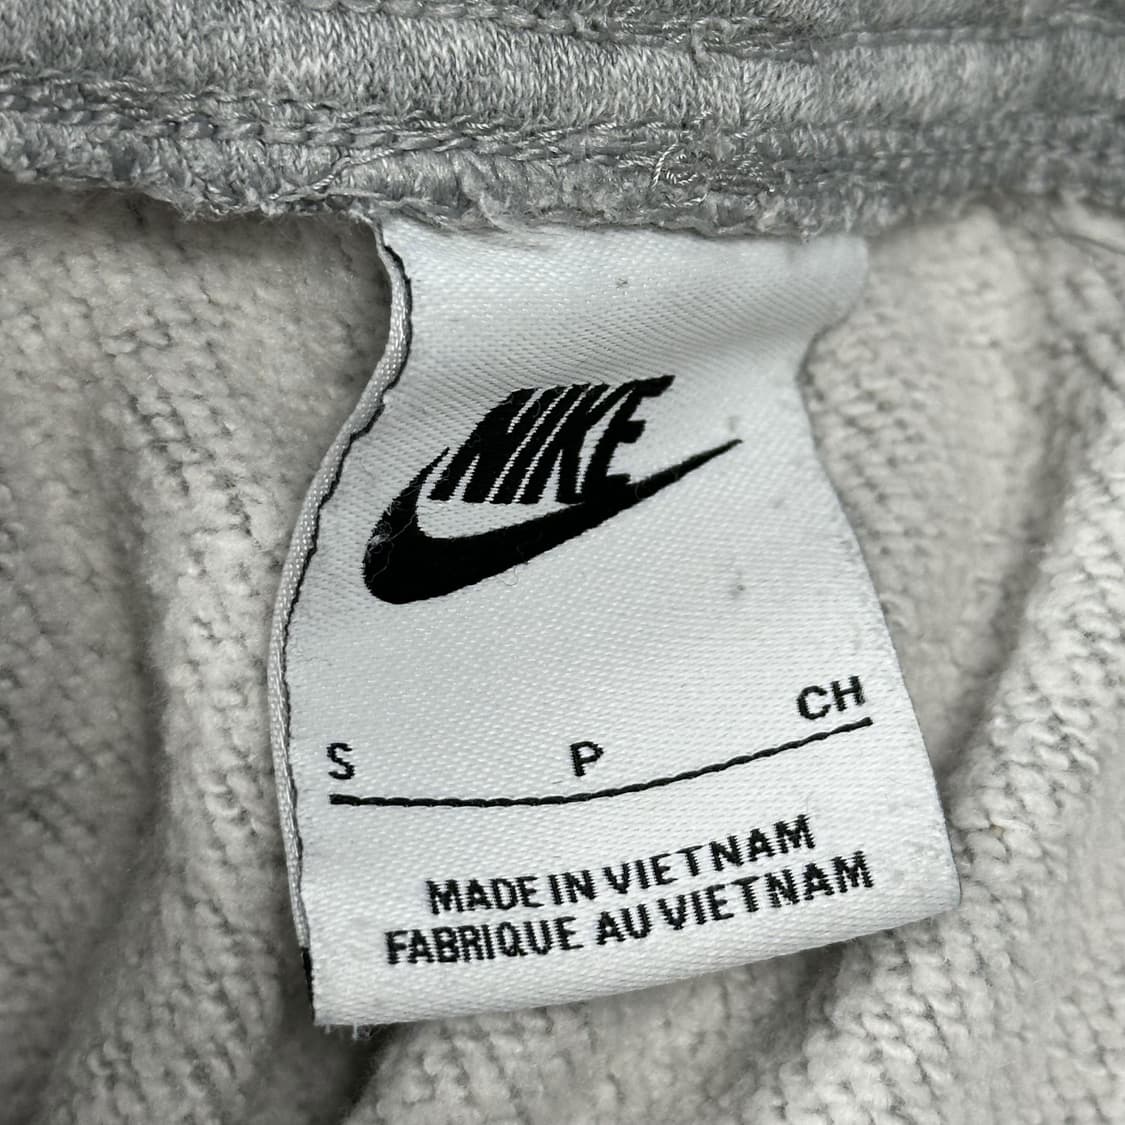 NIKE
S P CH
MADE IN VIETNAM
FABRIQUE AU VIETNAM